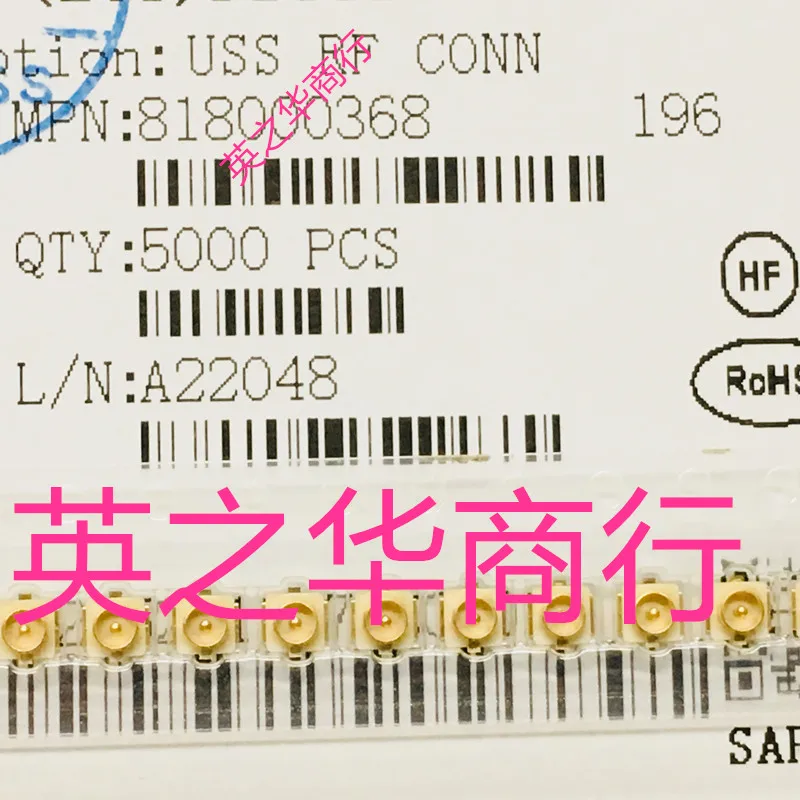 ption: USS RF CONN
MPN:818000368 196
英之华商行
QTY:5000 PCS
HF
L/N:A22048
RoHS
英之华商行
SAF